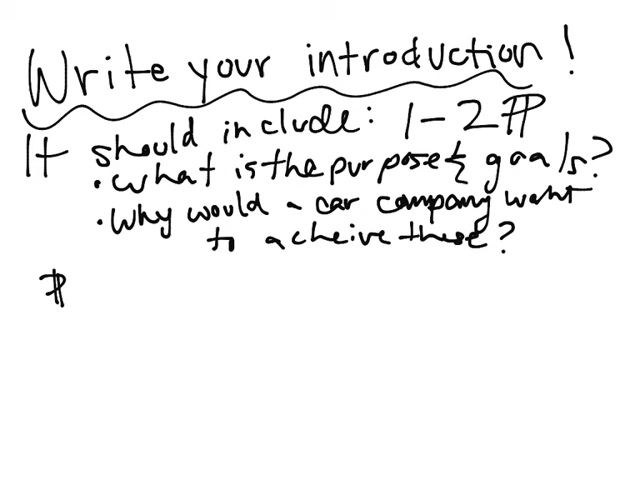 Write your introduction!
It should include: 1-2 ¶
• What is the purpose & goals?
• Why would a car company want
to acheive these?
¶